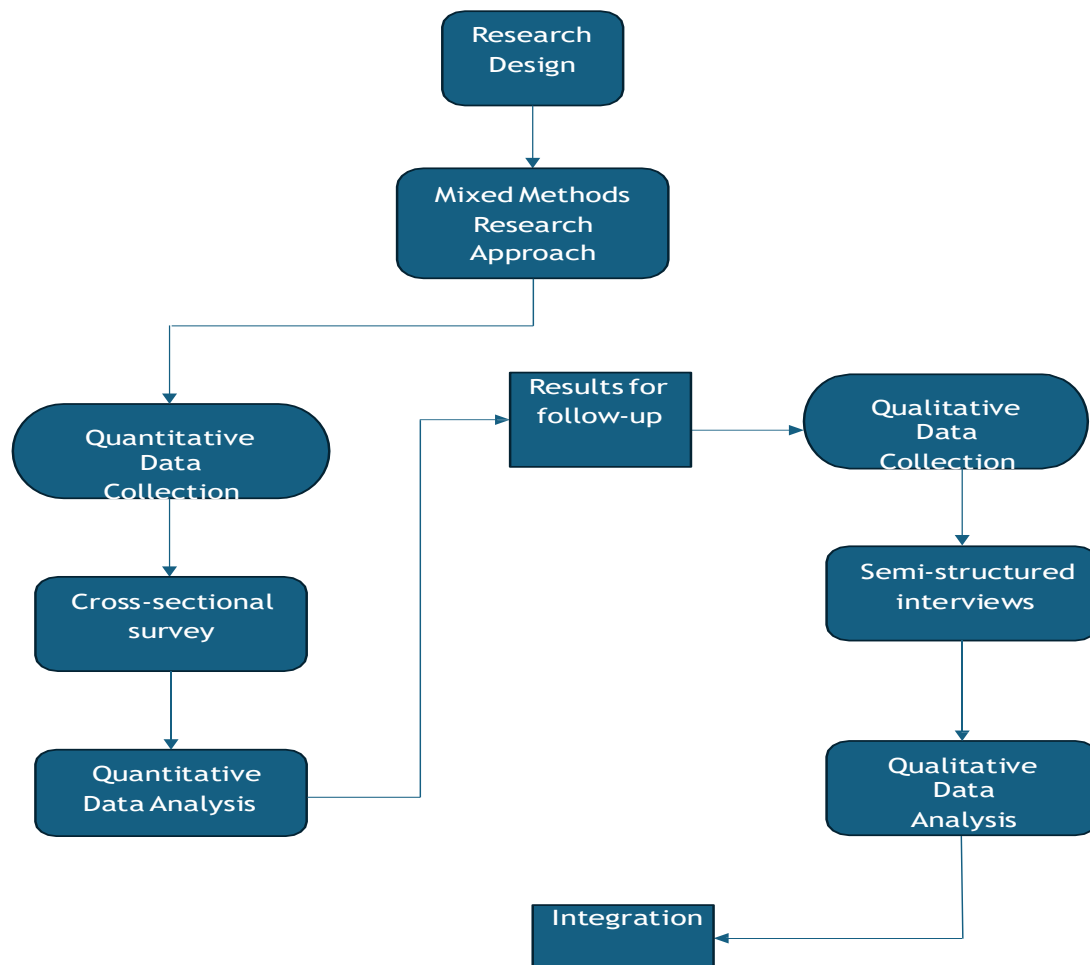 Research
Design
Mixed Methods
Research
Approach
Quantitative
Data
Collection
Cross-sectional
survey
Quantitative
Data Analysis
Results for
follow-up
Qualitative
Data
Collection
Semi-structured
interviews
Qualitative
Data
Analysis
Integration